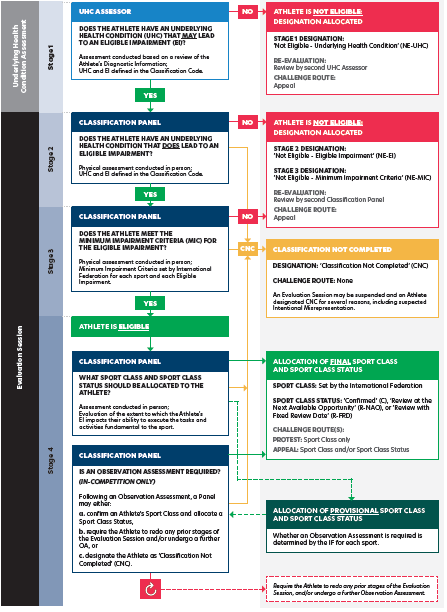 Underlying Health
Condition Assessment
Stage 1
UHC ASSESSOR
DOES THE ATHLETE HAVE AN UNDERLYING
HEALTH CONDITION (UHC) THAT MAY LEAD
TO AN ELIGIBLE IMPAIRMENT (EI)?
Assessment conducted based on a review of the
Athlete's Diagnostic Information;
UHC and EI defined in the Classification Code.
NO
ATHLETE IS NOT ELIGIBLE:
DESIGNATION ALLOCATED
STAGE 1 DESIGNATION:
'Not Eligible - Underlying Health Condition' (NE-UHC)
RE-EVALUATION:
Review by second UHC Assessor
CHALLENGE ROUTE:
Appeal
YES
Evaluation Session
Stage 2
CLASSIFICATION PANEL
DOES THE ATHLETE HAVE AN UNDERLYING
HEALTH CONDITION THAT DOES LEAD TO AN
ELIGIBLE IMPAIRMENT?
Physical assessment conducted in person;
UHC and EI defined in the Classification Code.
NO
ATHLETE IS NOT ELIGIBLE:
DESIGNATION ALLOCATED
STAGE 2 DESIGNATION:
'Not Eligible - Eligible Impairment' (NE-EI)
STAGE 3 DESIGNATION:
'Not Eligible - Minimum Impairment Criteria' (NE-MIC)
RE-EVALUATION:
Review by second Classification Panel
CHALLENGE ROUTE:
Appeal
YES
Stage 3
CLASSIFICATION PANEL
DOES THE ATHLETE MEET THE
MINIMUM IMPAIRMENT CRITERIA (MIC) FOR
THE ELIGIBLE IMPAIRMENT?
Physical assessment conducted in person;
Minimum Impairment Criteria set by International
Federation for each sport and each Eligible
Impairment.
NO
CNC
CLASSIFICATION NOT COMPLETED
DESIGNATION: 'Classification Not Completed' (CNC)
CHALLENGE ROUTE: None
An Evaluation Session may be suspended and an Athlete
designated CNC for several reasons, including suspected
Intentional Misrepresentation.
YES
Stage 4
ATHLETE IS ELIGIBLE
CLASSIFICATION PANEL
WHAT SPORT CLASS AND SPORT CLASS
STATUS SHOULD BE ALLOCATED TO THE
ATHLETE?
Assessment conducted in person;
Evaluation of the extent to which the Athlete's
EI impacts their ability to execute the tasks and
activities fundamental to the sport.
ALLOCATION OF FINAL SPORT CLASS
AND SPORT CLASS STATUS
SPORT CLASS: Set by the International Federation
SPORT CLASS STATUS: 'Confirmed' (C), 'Review at
the Next Available Opportunity' (R-NAO), or 'Review with
Fixed Review Date' (R-FRD)
CHALLENGE ROUTE(S):
PROTEST: Sport Class only
APPEAL: Sport Class and/or Sport Class Status
CLASSIFICATION PANEL
IS AN OBSERVATION ASSESSMENT REQUIRED?
(IN-COMPETITION ONLY)
Following an Observation Assessment, a Panel
may either:
a. confirm an Athlete's Sport Class and allocate a
Sport Class Status,
b. require the Athlete to redo any prior stages of
the Evaluation Session and/or undergo a further
OA, or
c. designate the Athlete as 'Classification Not
Completed' (CNC).
ALLOCATION OF PROVISIONAL SPORT CLASS
AND SPORT CLASS STATUS
Whether an Observation Assessment is required is
determined by the IF for each sport.
Require the Athlete to redo any prior stages of the Evaluation
Session, and/or undergo a further Observation Assessment.